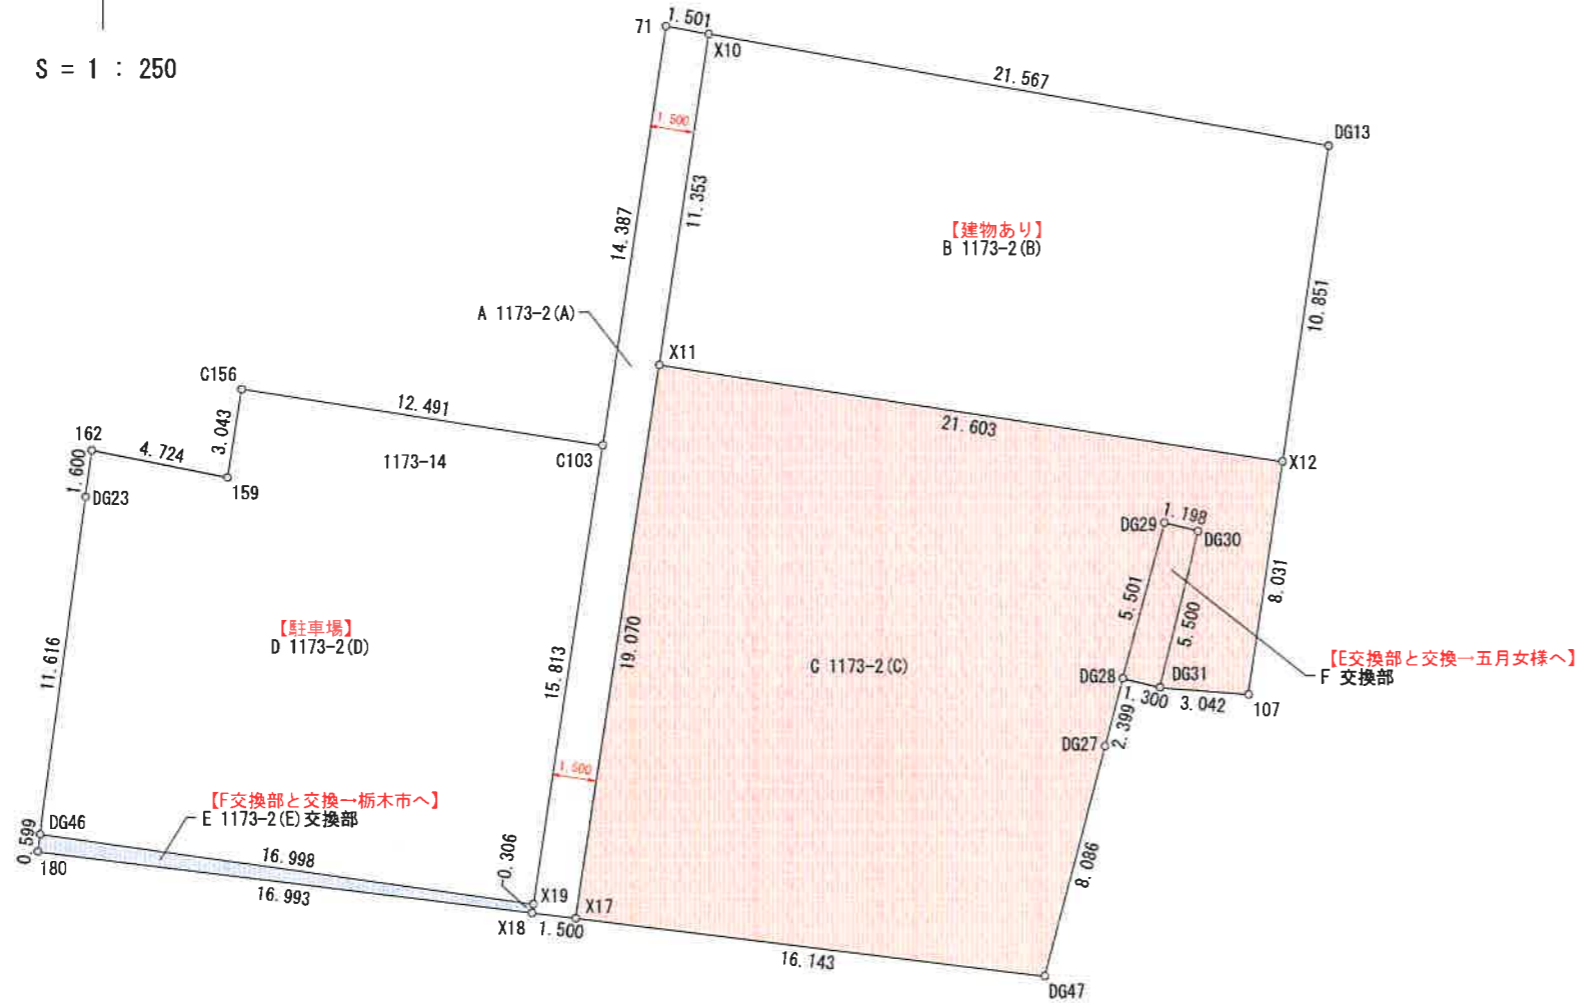 S = 1 : 250
71
1.501
X10
21.567
DG13
1.500
11.353
14.387
【建物あり】
B 1173-2(B)
10.851
A 1173-2(A)
X11
C156
12.491
21.603
162
4.724
3.043
1173-14
C103
X12
1.600
159
DG23
DG29
1.198
DG30
5.501
5.500
8.031
11.616
【駐車場】
D 1173-2(D)
15.813
19.070
C 1173-2(C)
【E交換部と交換→五月女様へ】
F 交換部
DG28
DG31
1.300
3.042
107
2.399
DG27
1.500
【F交換部と交換→栃木市へ】
E 1173-2(E)交換部
DG46
0.599
180
16.998
16.993
0.306
X19
X18
1.500
X17
8.086
16.143
DG47